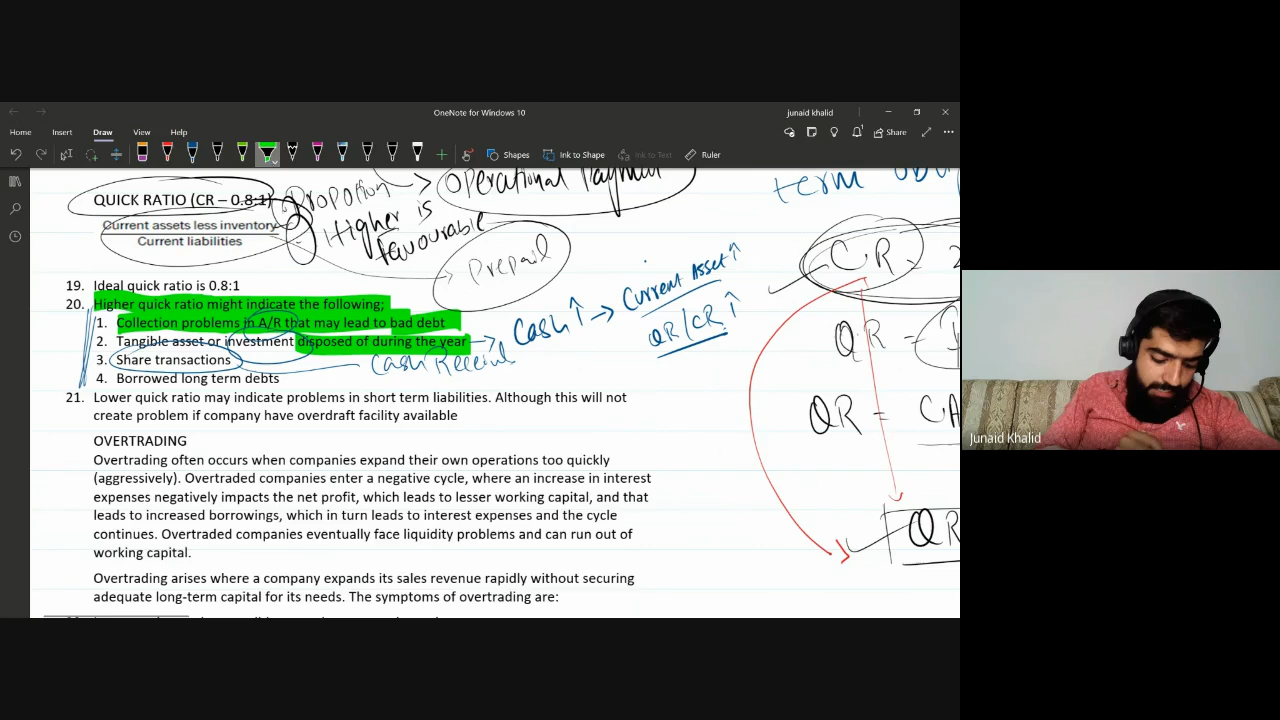 OneNote for Windows 10
junaid khalid
Home Insert Draw View Help
Share
Shapes
Ink to Shape
Ink to Text
Ruler
Propotion
Operational Payment
term
QUICK RATIO (CR – 0.8:1)
Current assets less inventory
Current liabilities
Higher is
favourable
Prepaid
CR = 2
QR =
QR = CA
QR
19. Ideal quick ratio is 0.8:1
20. Higher quick ratio might indicate the following;
1. Collection problems in A/R that may lead to bad debt
2. Tangible asset or investment disposed of during the year
3. Share transactions
4. Borrowed long term debts
Cash ↑ → Current Asset ↑
QR/CR ↑
Cash Receive
21. Lower quick ratio may indicate problems in short term liabilities. Although this will not
create problem if company have overdraft facility available
OVERTRADING
Overtrading often occurs when companies expand their own operations too quickly
(aggressively). Overtraded companies enter a negative cycle, where an increase in interest
expenses negatively impacts the net profit, which leads to lesser working capital, and that
leads to increased borrowings, which in turn leads to interest expenses and the cycle
continues. Overtraded companies eventually face liquidity problems and can run out of
working capital.
Overtrading arises where a company expands its sales revenue rapidly without securing
adequate long-term capital for its needs. The symptoms of overtrading are:
Junaid Khalid